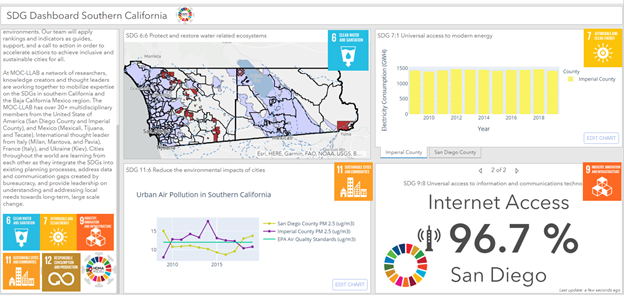 SDG Dashboard Southern California
environments. Our team will apply
rankings and indicators as guides,
support, and a call to action in order to
accelerate actions to achieve inclusive and
sustainable cities for all.
At MOC-LLAB a network of researchers,
knowledge creators and thought leaders
are working together to mobilize expertise
on the SDGs in southern California and
the Baja California Mexico region. The
MOC-LLAB has over 30+ multidisciplinary
members from the United State of
America (San Diego County and Imperial
County), and Mexico (Mexicali, Tijuana,
and Tecate). International thought leader
from Italy (Milan, Mantova, and Pavia),
France (Italy), and Ukraine (Kiev). Cities
throughout the world are learning from
each other as they integrate the SDGs into
existing planning processes, address data
and communication gaps created by
bureaucracy, and provide leadership on
understanding and addressing local
needs towards long-term, large scale
change.
6 CLEAN WATER AND SANITATION
7 AFFORDABLE AND CLEAN ENERGY
9 INDUSTRY, INNOVATION AND INFRASTRUCTURE
11 SUSTAINABLE CITIES AND COMMUNITIES
12 RESPONSIBLE CONSUMPTION AND PRODUCTION
SDG 6:6 Protect and restore water related ecosystems
6 CLEAN WATER AND SANITATION
Esri, HERE, Garmin, FAO, NOAA, USGS, B...
SDG 7:1 Universal access to modern energy
7 AFFORDABLE AND CLEAN ENERGY
Electricity Consumption (GWH)
1500
1000
500
0
2010
2012
2014
2016
2018
Year
County
Imperial County
EDIT CHART
Imperial County
San Diego County
SDG 11:6 Reduce the environmental impacts of cities
11 SUSTAINABLE CITIES AND COMMUNITIES
Urban Air Pollution in Southern California
15
10
2010
2015
San Diego County PM 2.5 (ug/m3)
Imperial County PM 2.5 (ug/m3)
EPA Air Quality Standards (ug/m3)
EDIT CHART
2 of 2
SDG 9:8 Universal access to information and communications techno
9 INDUSTRY, INNOVATION AND INFRASTRUCTURE
Internet Access
96.7 %
San Diego
Last update: a few seconds ago